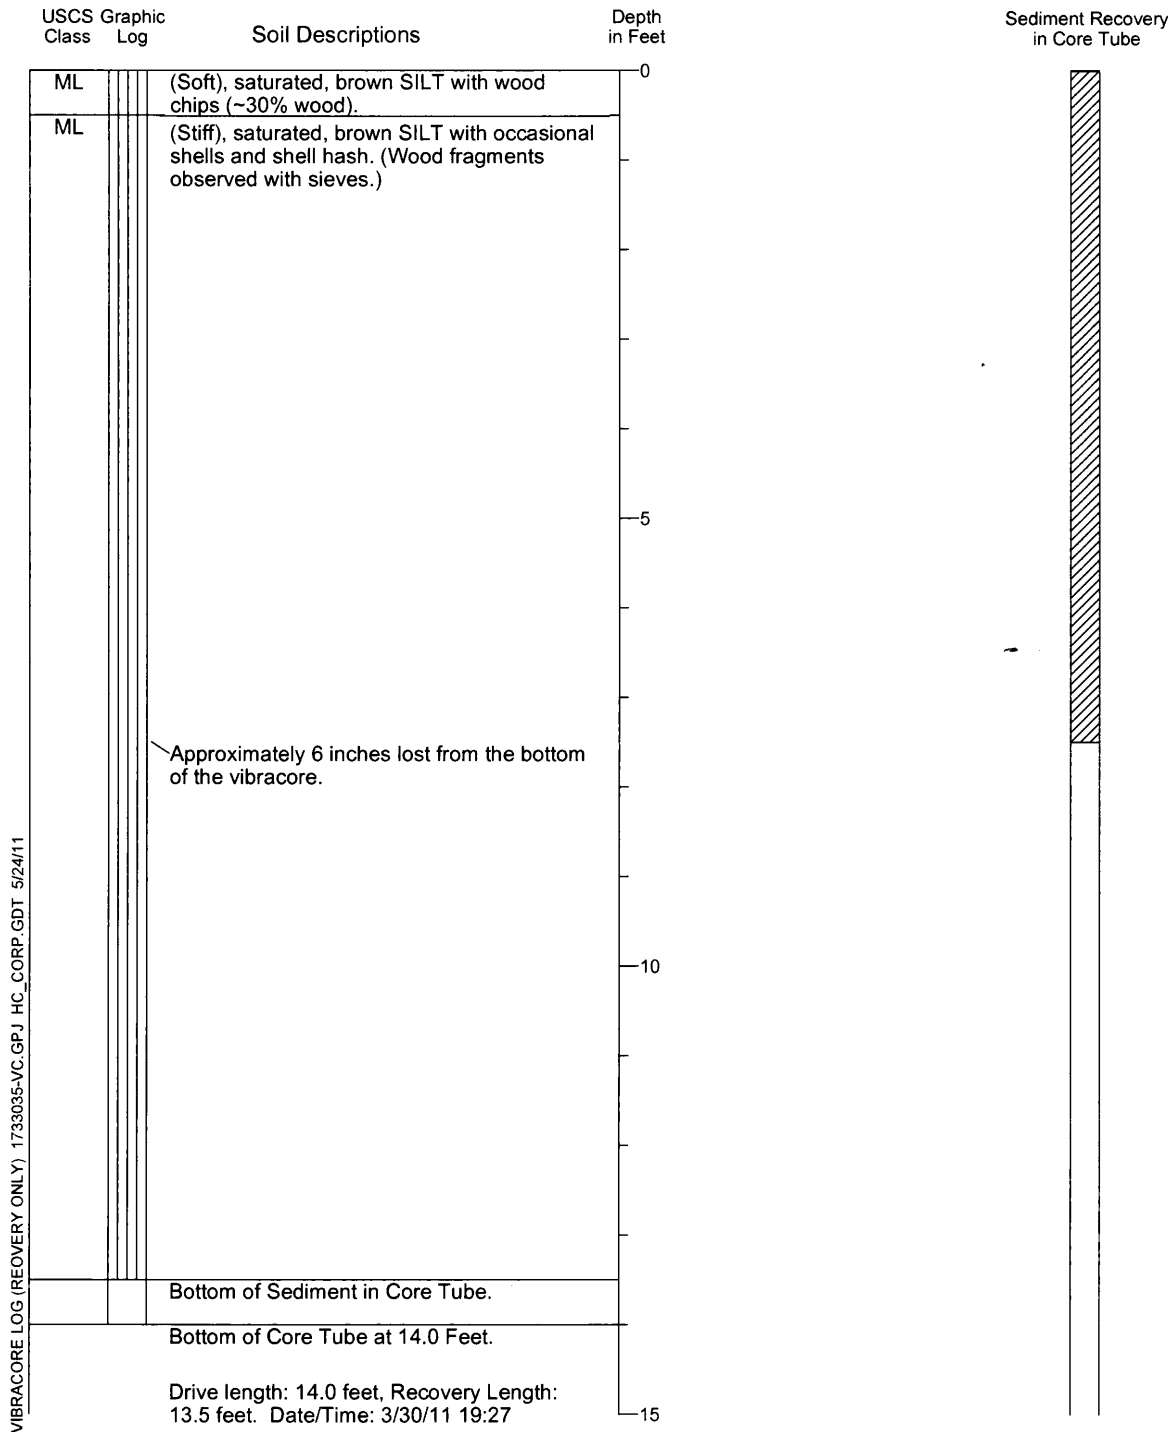 USCS Graphic
Class Log
Soil Descriptions
Depth
in Feet
Sediment Recovery
in Core Tube
0
ML
(Soft), saturated, brown SILT with wood
chips (~30% wood).
ML
(Stiff), saturated, brown SILT with occasional
shells and shell hash. (Wood fragments
observed with sieves.)
5
Approximately 6 inches lost from the bottom
of the vibracore.
10
Bottom of Sediment in Core Tube.
Bottom of Core Tube at 14.0 Feet.
Drive length: 14.0 feet, Recovery Length:
13.5 feet. Date/Time: 3/30/11 19:27
15
VIBRACORE LOG (REOVERY ONLY) 1733035-VC.GPJ HC_CORP.GDT 5/24/11